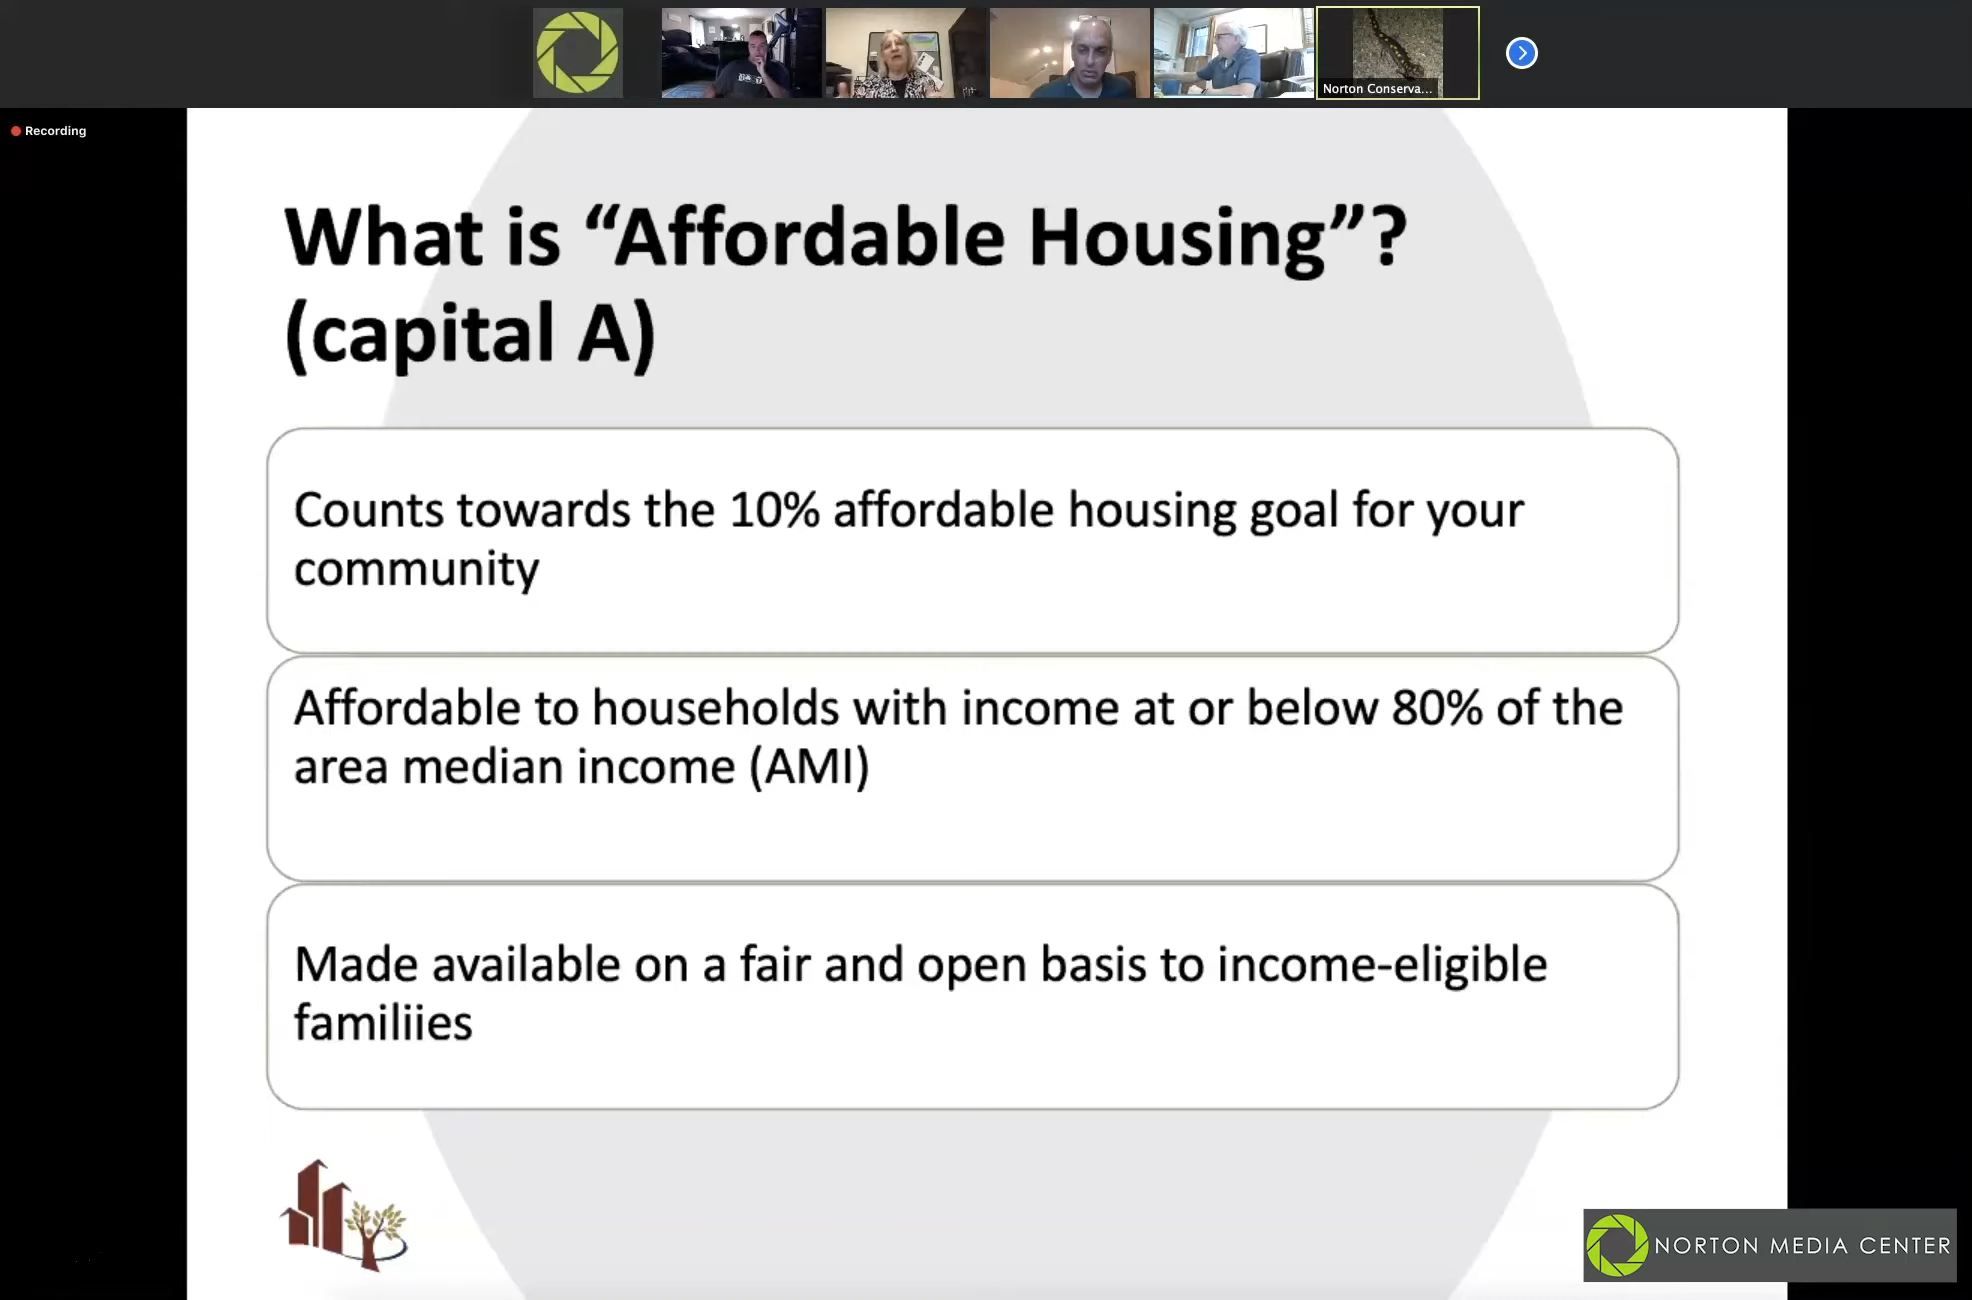 Norton Conserva...
Recording
What is “Affordable Housing”?
(capital A)
Counts towards the 10% affordable housing goal for your
community
Affordable to households with income at or below 80% of the
area median income (AMI)
Made available on a fair and open basis to income-eligible
familiies
NORTON MEDIA CENTER